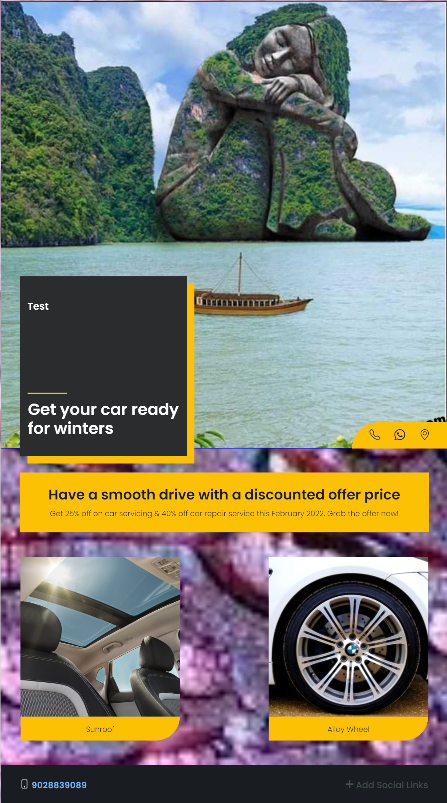 Test
Get your car ready
for winters
om
Have a smooth drive with a discounted offer price
Get 25% off on car servicing & 40% off car repair service this February 2022. Grab the offer now!
Sunroof
Alloy Wheel
9028839089
+ Add Social Links